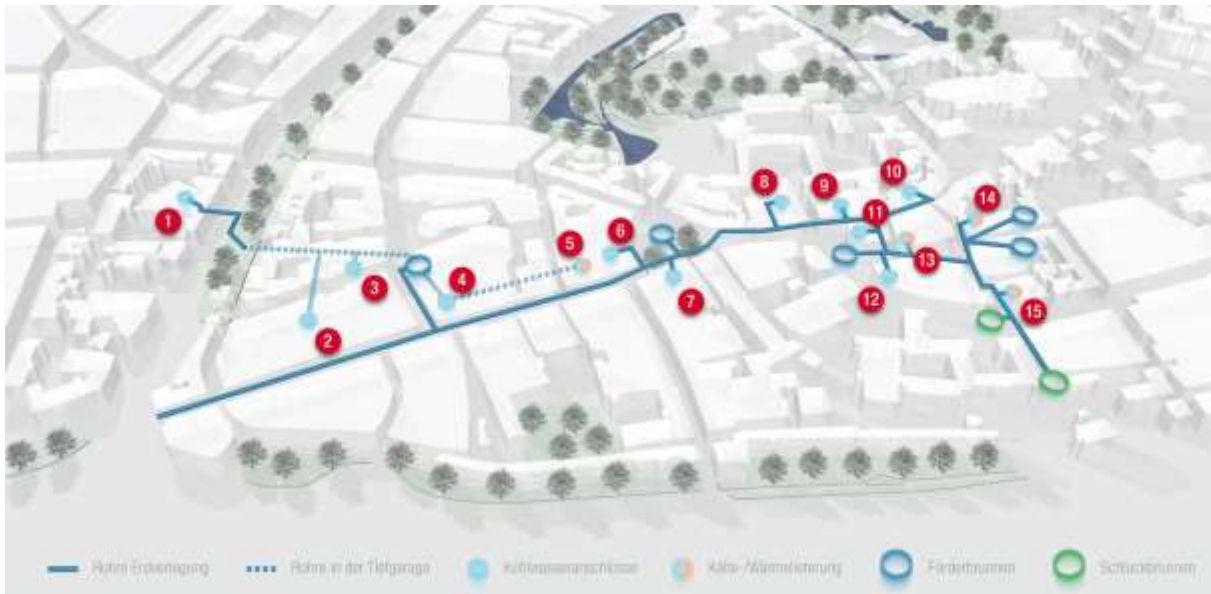 8
9
10
1
11
14
6
5
13
3
4
7
12
15
2
Rohre Erdverlegung
Rohre in der Tiefgarage
Kühlwasseranschlüsse
Kälte-/Wärmelieferung
Förderbrunnen
Schluckbrunnen